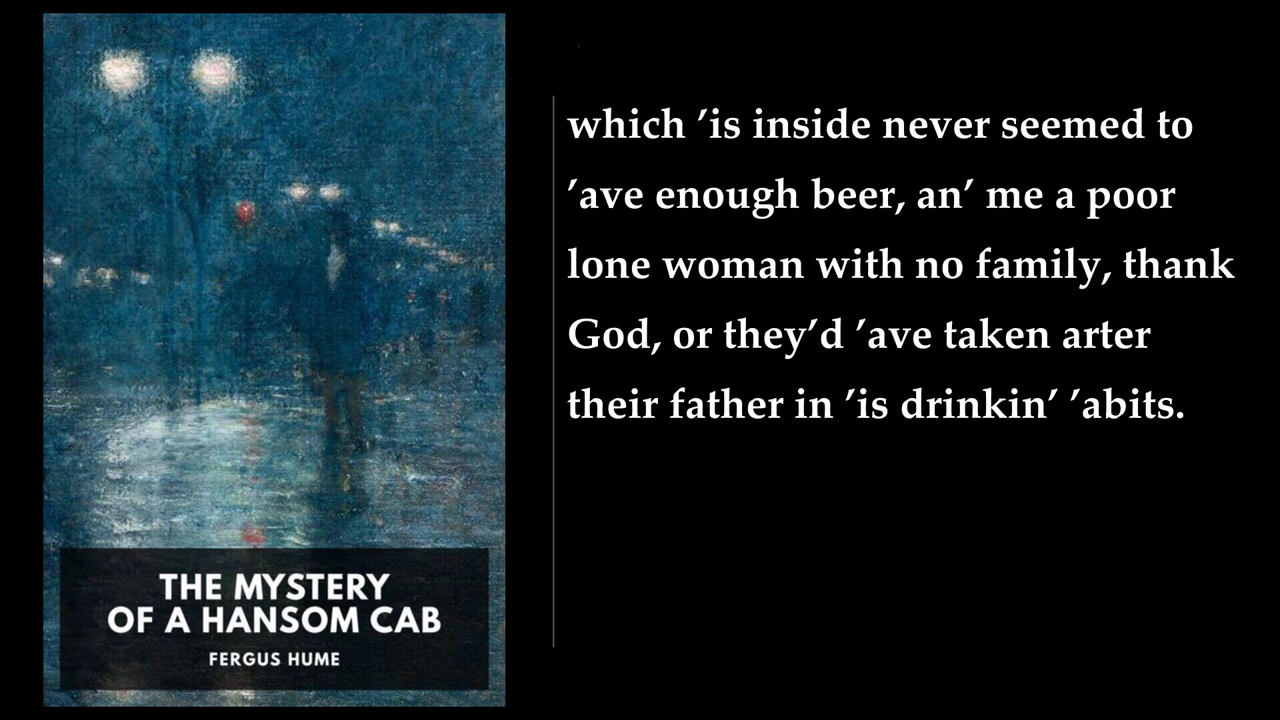 which ’is inside never seemed to
’ave enough beer, an’ me a poor
lone woman with no family, thank
God, or they’d ’ave taken arter
their father in ’is drinkin’ ’abits.
THE MYSTERY
OF A HANSOM CAB
FERGUS HUME